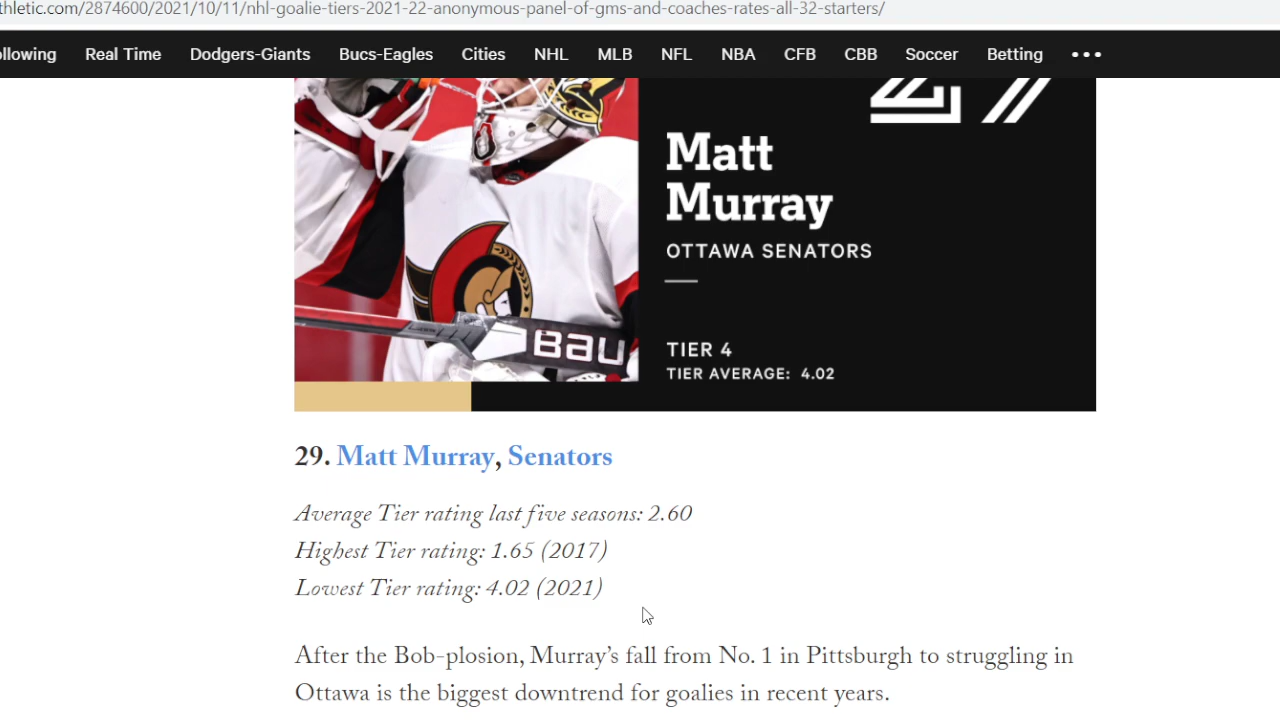 thletic.com/2874600/2021/10/11/nhl-goalie-tiers-2021-22-anonymous-panel-of-gms-and-coaches-rates-all-32-starters/
ollowing Real Time Dodgers-Giants Bucs-Eagles Cities NHL MLB NFL NBA CFB CBB Soccer Betting •••
Matt
Murray
OTTAWA SENATORS
BAU
TIER 4
TIER AVERAGE: 4.02
29. Matt Murray, Senators
Average Tier rating last five seasons: 2.60
Highest Tier rating: 1.65 (2017)
Lowest Tier rating: 4.02 (2021)
After the Bob-plosion, Murray’s fall from No. 1 in Pittsburgh to struggling in
Ottawa is the biggest downtrend for goalies in recent years.